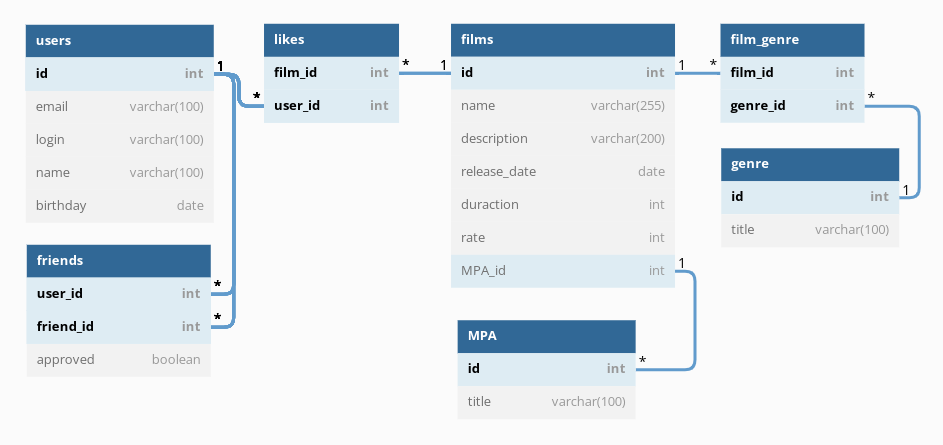 users
id int
email varchar(100)
login varchar(100)
name varchar(100)
birthday date
1
*
likes
film_id int
user_id int
*
1
films
id int
name varchar(255)
description varchar(200)
release_date date
duraction int
rate int
MPA_id int
1
*
film_genre
film_id int
genre_id int
*
genre
id int
title varchar(100)
1
friends
user_id int
friend_id int
approved boolean
*
*
1
MPA
id int
title varchar(100)
*